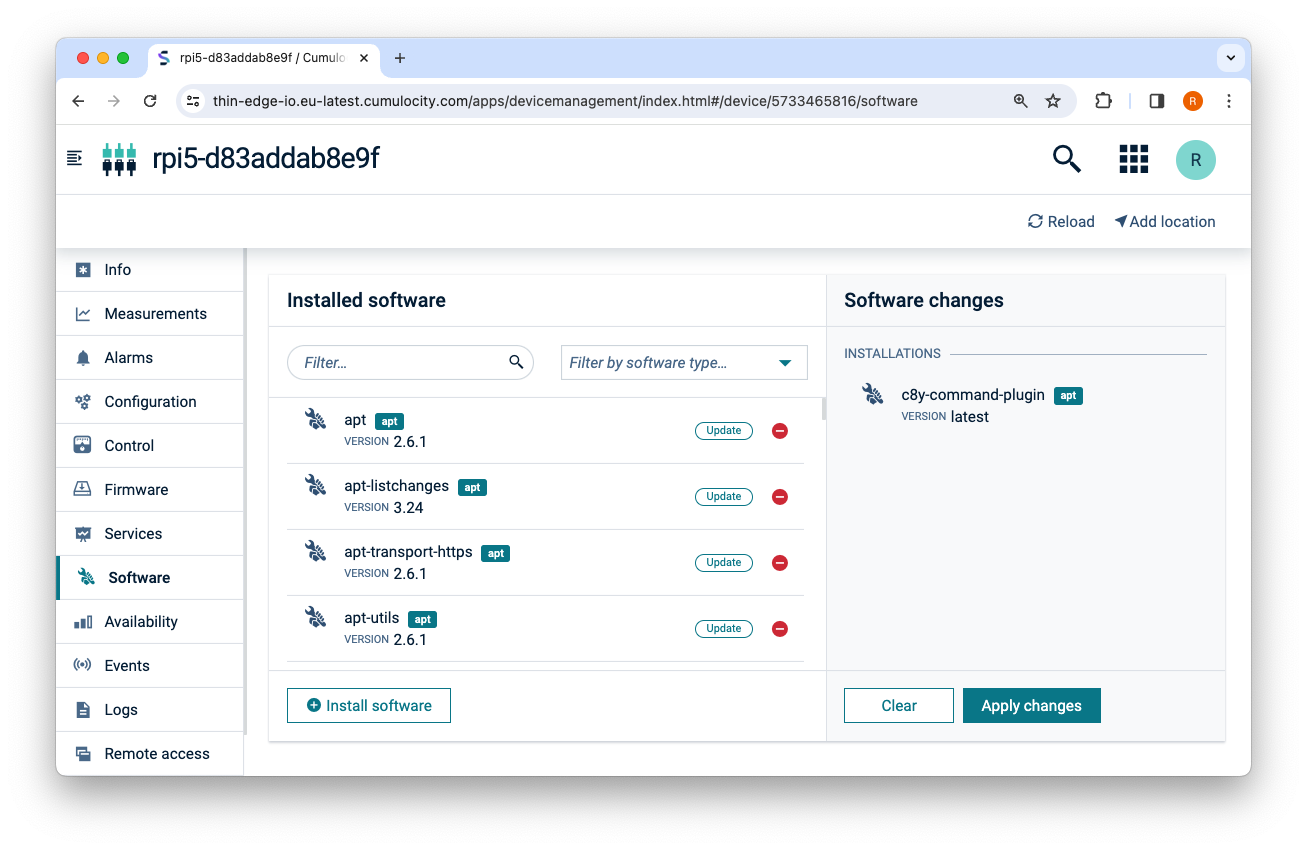 rpi5-d83addab8e9f / Cumulo
thin-edge-io.eu-latest.cumulocity.com/apps/devicemanagement/index.html#/device/5733465816/software
R
rpi5-d83addab8e9f
R
Reload
Add location
Info
Measurements
Alarms
Configuration
Control
Firmware
Services
Software
Availability
Events
Logs
Remote access
Installed software
Filter...
Filter by software type...
apt apt
VERSION 2.6.1
Update
apt-listchanges apt
VERSION 3.24
Update
apt-transport-https apt
VERSION 2.6.1
Update
apt-utils apt
VERSION 2.6.1
Update
Install software
Software changes
INSTALLATIONS
c8y-command-plugin apt
VERSION latest
Clear
Apply changes